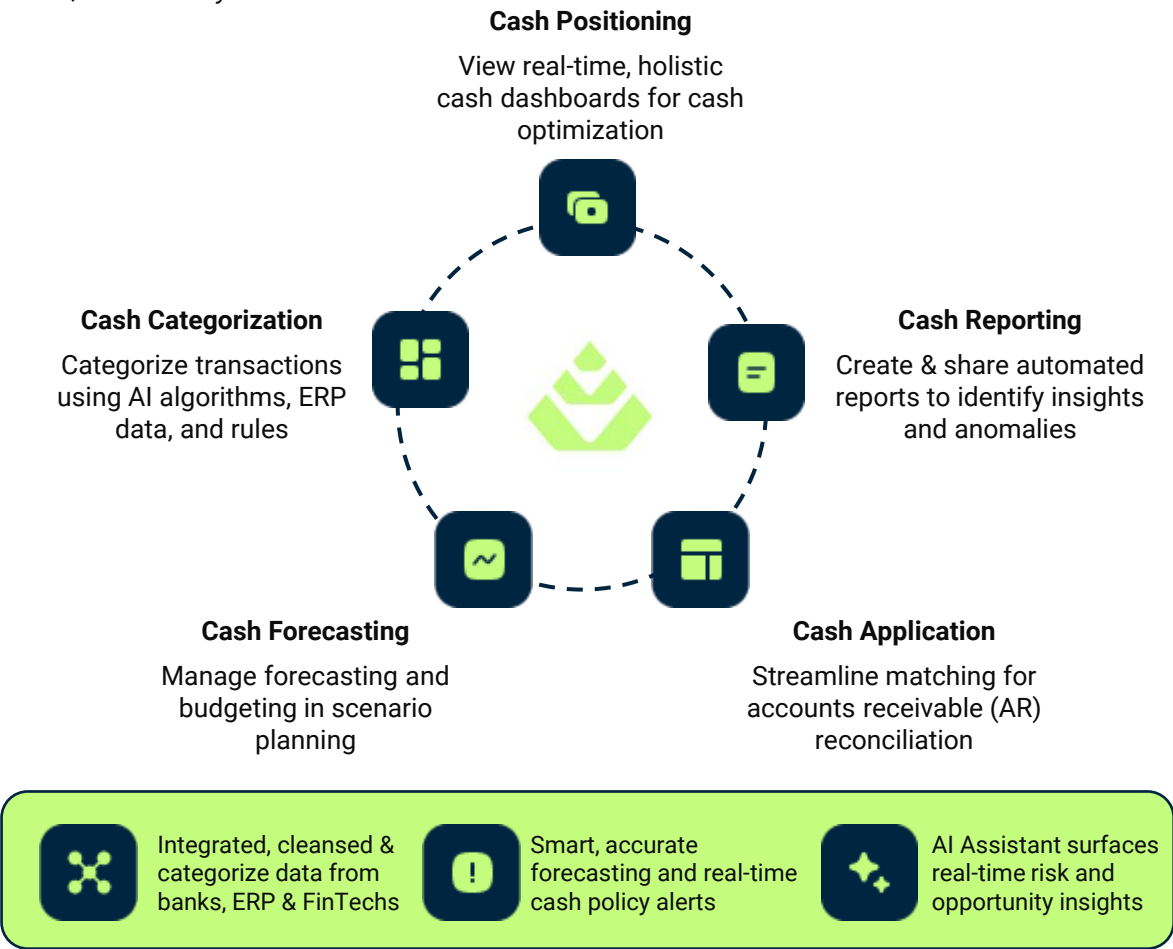 Cash Positioning
View real-time, holistic
cash dashboards for cash
optimization
Cash Categorization
Categorize transactions
using AI algorithms, ERP
data, and rules
Cash Reporting
Create & share automated
reports to identify insights
and anomalies
Cash Forecasting
Manage forecasting and
budgeting in scenario
planning
Cash Application
Streamline matching for
accounts receivable (AR)
reconciliation
Integrated, cleansed &
categorize data from
banks, ERP & FinTechs
Smart, accurate
forecasting and real-time
cash policy alerts
AI Assistant surfaces
real-time risk and
opportunity insights